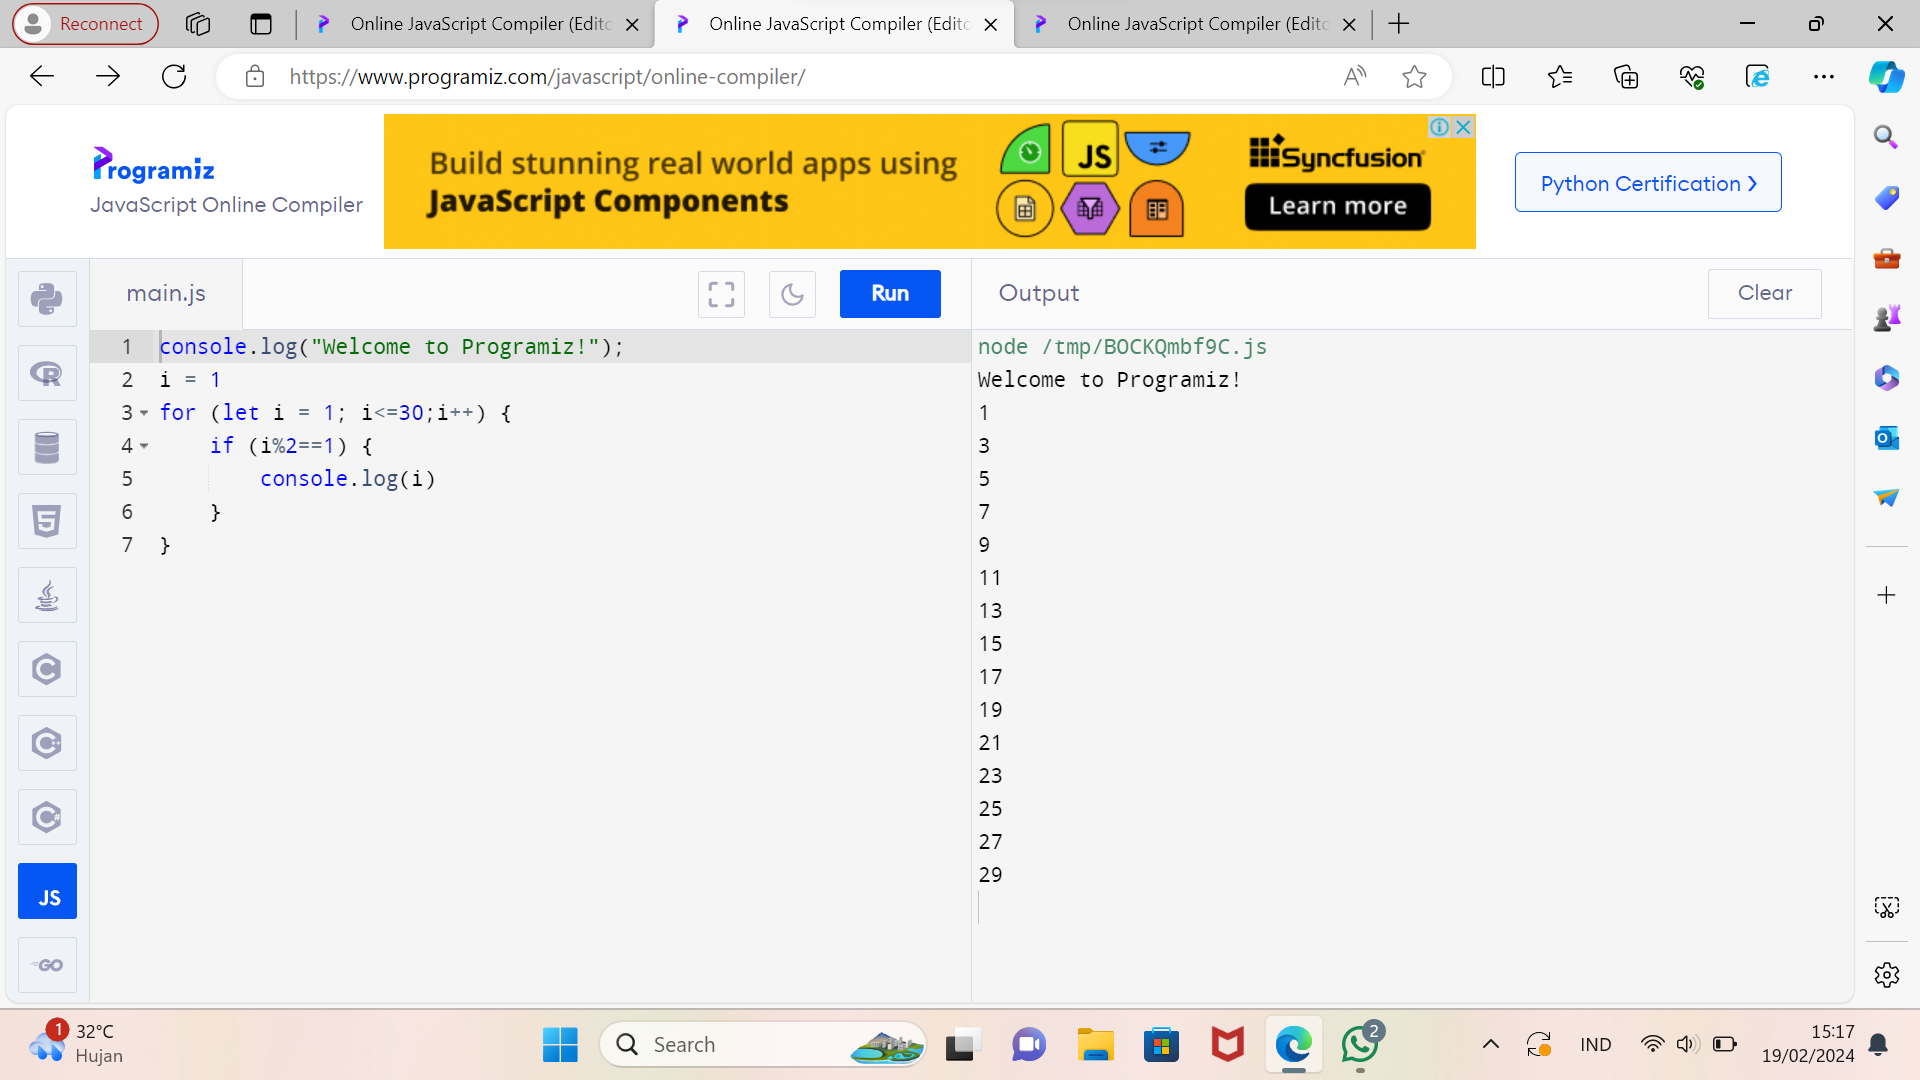 Reconnect
Online JavaScript Compiler (Edito
Online JavaScript Compiler (Edito
Online JavaScript Compiler (Edito
https://www.programiz.com/javascript/online-compiler/
Programiz
JavaScript Online Compiler
Build stunning real world apps using
JavaScript Components
JS
Syncfusion
Learn more
Python Certification ›
main.js
Run
Output
Clear
1 console.log("Welcome to Programiz!");
2 i = 1
3 for (let i = 1; i<=30;i++) {
4 if (i%2==1) {
5 console.log(i)
6 }
7 }
node /tmp/BOCKQmbf9C.js
Welcome to Programiz!
1
3
5
7
9
11
13
15
17
19
21
23
25
27
29
JS
GO
1
32°C
Hujan
Search
2
IND
15:17
19/02/2024